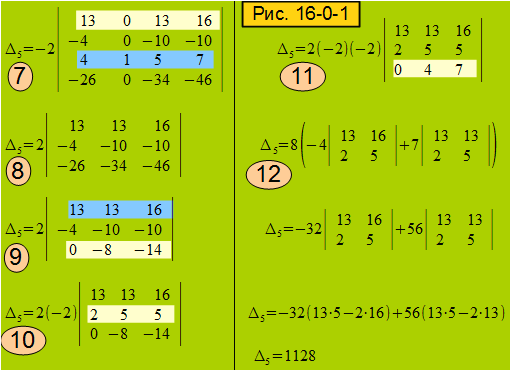 Рис. 16-0-1
13 0 13 16
−4 0 −10 −10
Δ₅=−2
4 1 5 7
7
−26 0 −34 −46
13 13 16
Δ₅=2 −4 −10 −10
8
−26 −34 −46
13 13 16
Δ₅=2 −4 −10 −10
9
0 −8 −14
13 13 16
Δ₅=2(−2) 2 5 5
10
0 −8 −14
13 13 16
Δ₅=2(−2)(−2) 2 5 5
11
0 4 7
Δ₅=8(−4| 13 16 |+7| 13 13 |)
2 5 2 5
12
Δ₅=−32| 13 16 |+56| 13 13 |
2 5 2 5
Δ₅=−32(13·5−2·16)+56(13·5−2·13)
Δ₅=1128